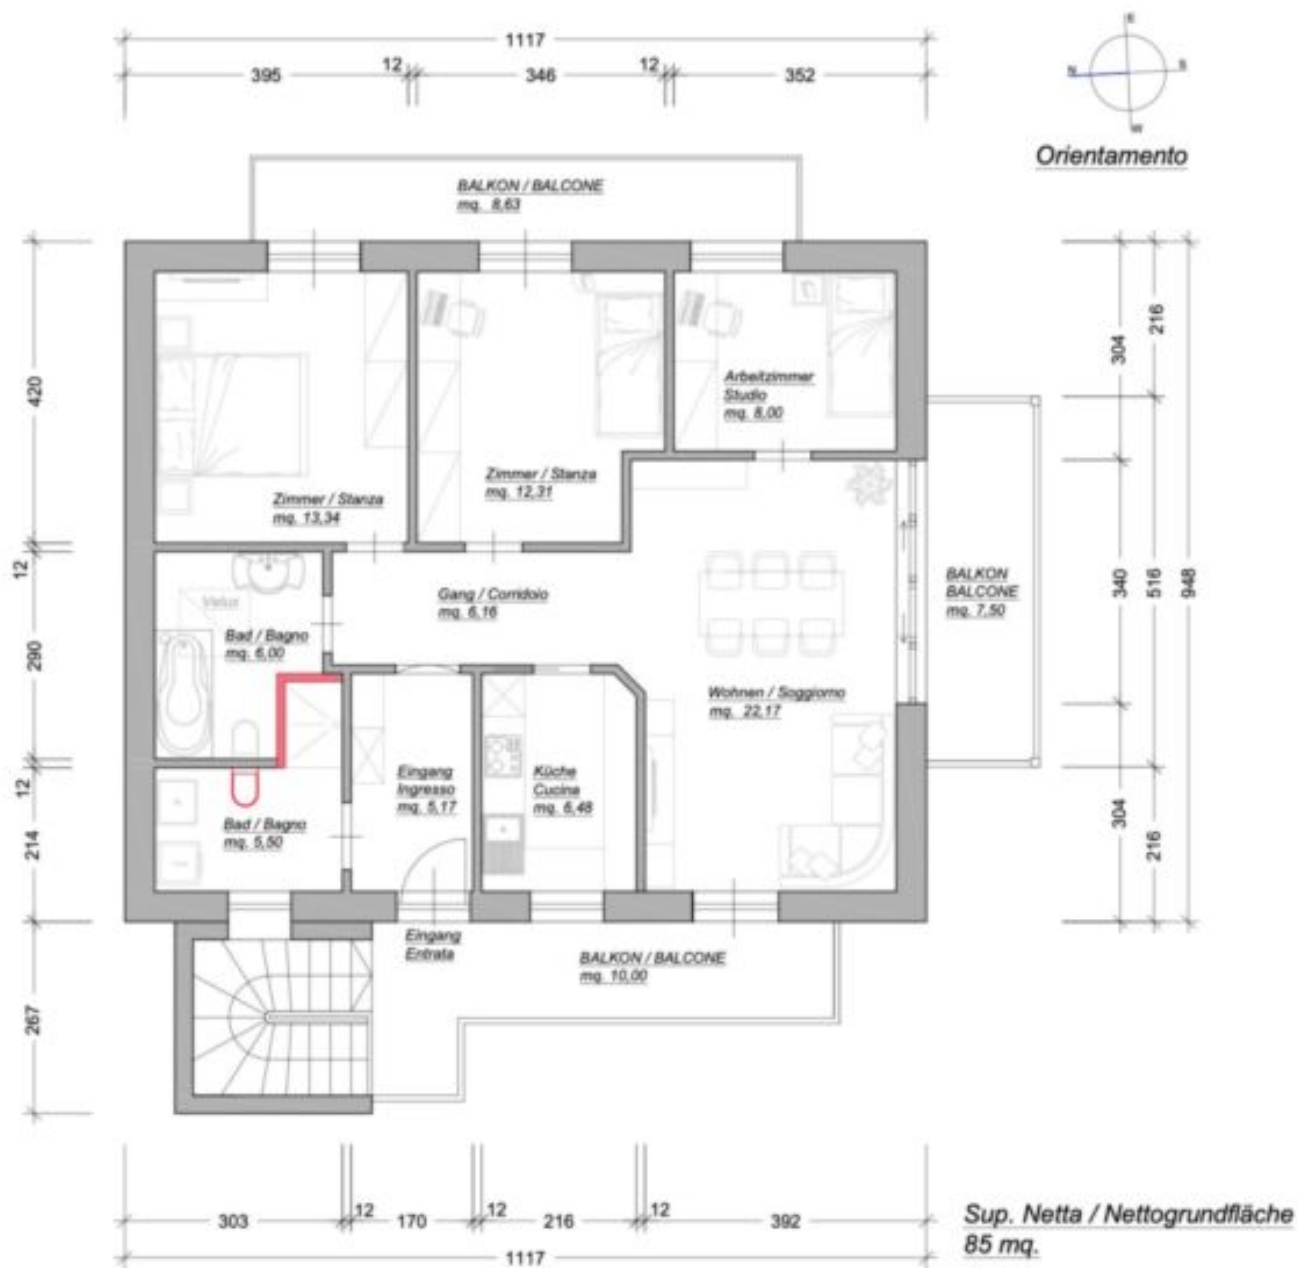 1117
395
12
346
12
352
E
N
S
W
Orientamento
BALKON / BALCONE
mq. 8,63
216
304
420
Arbeitzimmer
Studio
mq. 8,00
Zimmer / Stanza
mq. 13,34
Zimmer / Stanza
mq. 12,31
12
Velux
Gang / Corridoio
mq. 6,16
BALKON
BALCONE
mq. 7,50
340
516
948
Bad / Bagno
mq. 6,00
290
Wohnen / Soggiorno
mq. 22,17
Eingang
Ingresso
mq. 5,17
Küche
Cucina
mq. 6,48
12
Bad / Bagno
mq. 5,50
214
304
216
Eingang
Entrata
BALKON / BALCONE
mq. 10,00
267
303
12
170
12
216
12
392
1117
Sup. Netta / Nettogrundfläche
85 mq.